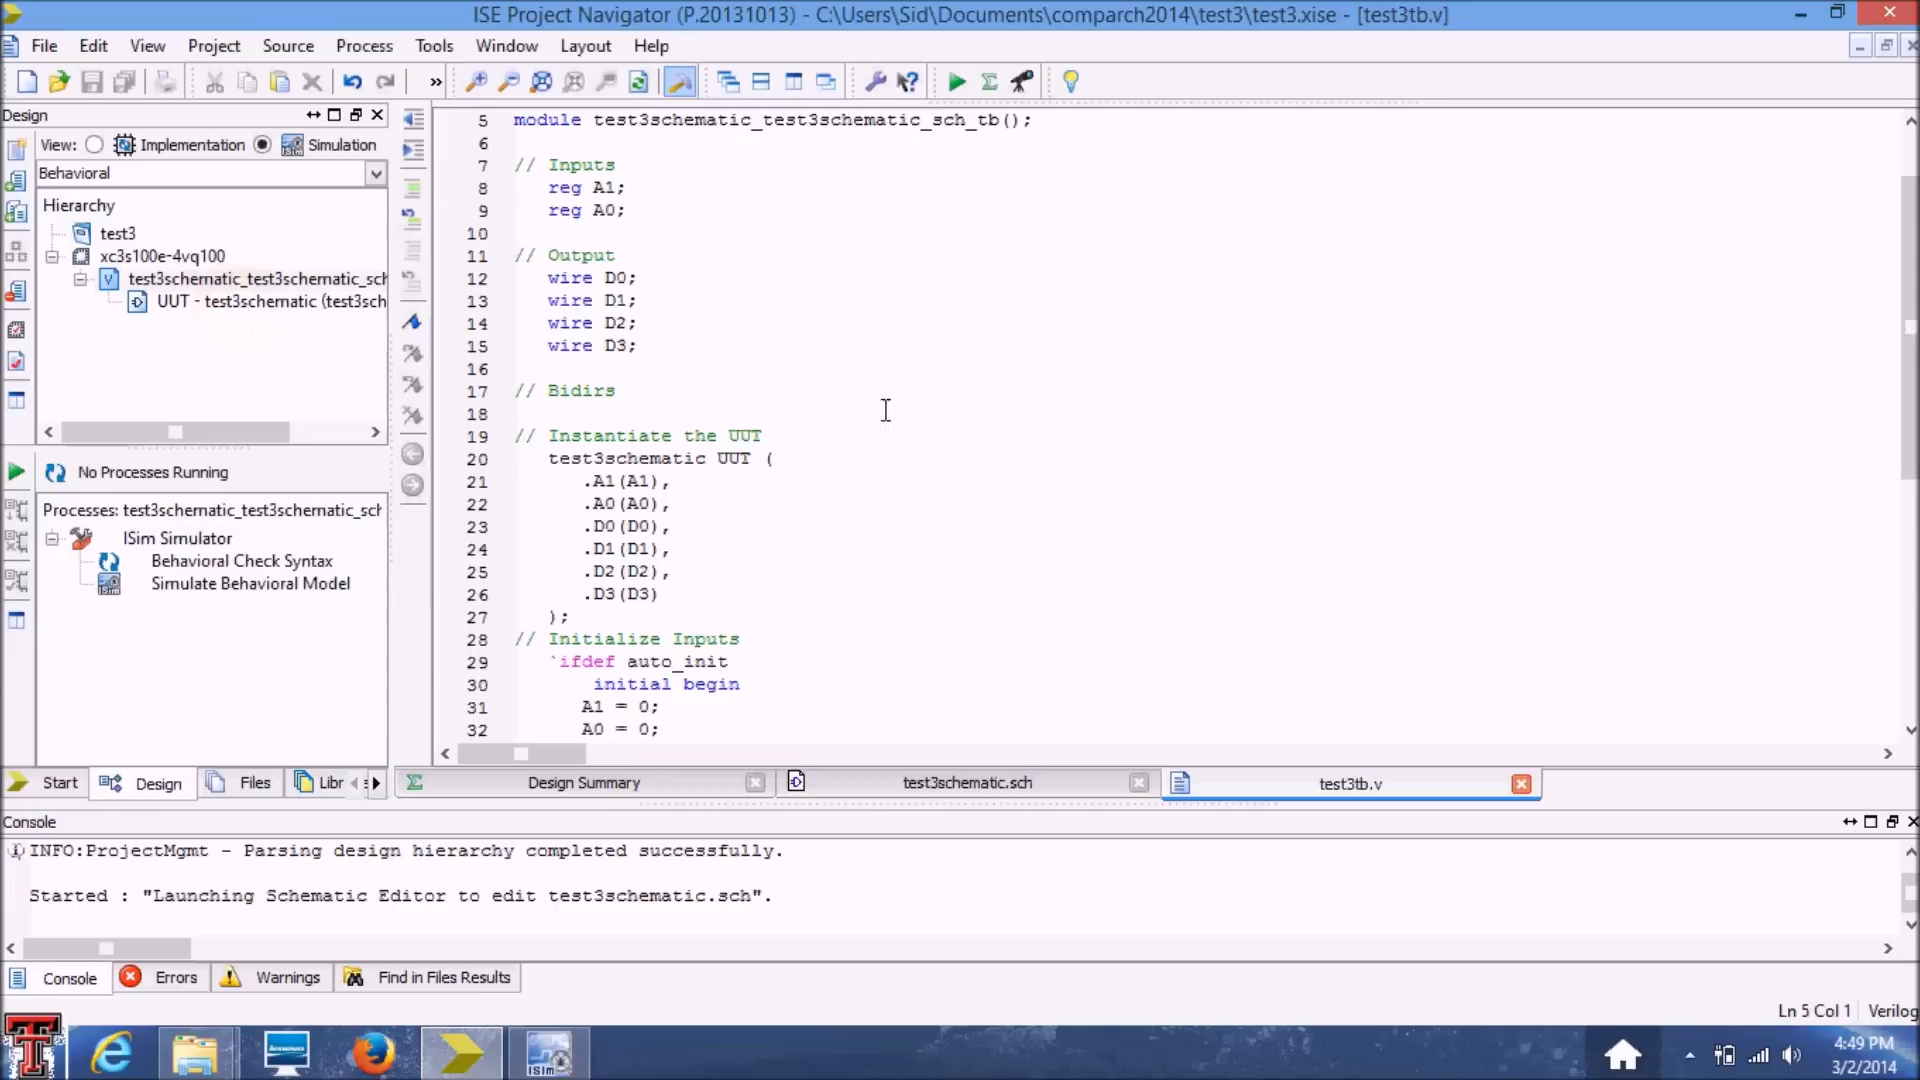 ISE Project Navigator (P.20131013) - C:\Users\Sid\Documents\comparch2014\test3\test3.xise - [test3tb.v]
File Edit View Project Source Process Tools Window Layout Help
»
Design
View: Implementation Simulation
Behavioral
Hierarchy
test3
xc3s100e-4vq100
test3schematic_test3schematic_sch
UUT - test3schematic (test3sch
No Processes Running
Processes: test3schematic_test3schematic_sch
ISim Simulator
Behavioral Check Syntax
Simulate Behavioral Model
Start Design Files Libr
5 module test3schematic_test3schematic_sch_tb();
6
7 // Inputs
8 reg A1;
9 reg A0;
10
11 // Output
12 wire D0;
13 wire D1;
14 wire D2;
15 wire D3;
16
17 // Bidirs
18
19 // Instantiate the UUT
20 test3schematic UUT (
21 .A1(A1),
22 .A0(A0),
23 .D0(D0),
24 .D1(D1),
25 .D2(D2),
26 .D3(D3)
27 );
28 // Initialize Inputs
29 `ifdef auto_init
30 initial begin
31 A1 = 0;
32 A0 = 0;
Design Summary test3schematic.sch test3tb.v
Console
INFO:ProjectMgmt - Parsing design hierarchy completed successfully.
Started : "Launching Schematic Editor to edit test3schematic.sch".
Console Errors Warnings Find in Files Results
Ln 5 Col 1 Verilog
ISim
4:49 PM
3/2/2014